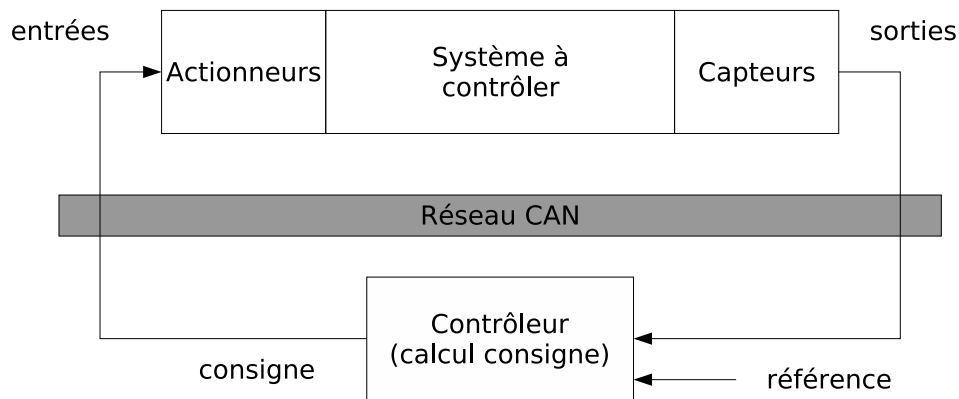 entrées
sorties
Actionneurs
Système à
contrôler
Capteurs
Réseau CAN
Contrôleur
(calcul consigne)
consigne
référence